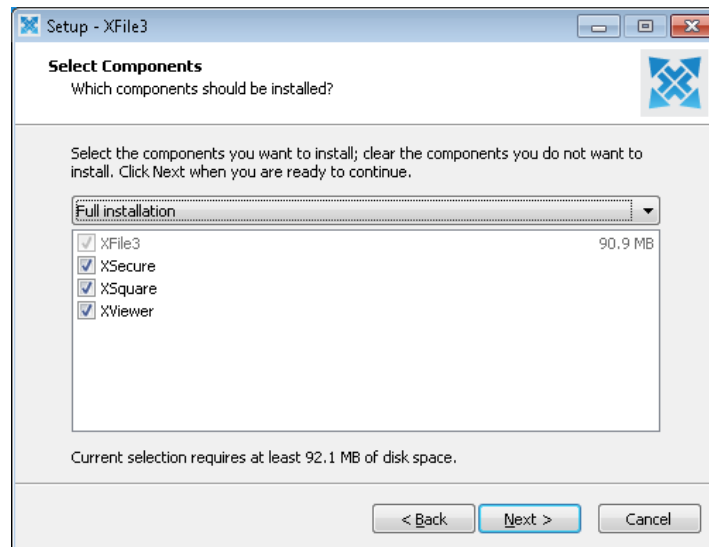 Setup - XFile3
Select Components
Which components should be installed?
Select the components you want to install; clear the components you do not want to
install. Click Next when you are ready to continue.
Full installation
XFile3 90.9 MB
XSecure
XSquare
XViewer
Current selection requires at least 92.1 MB of disk space.
< Back Next > Cancel